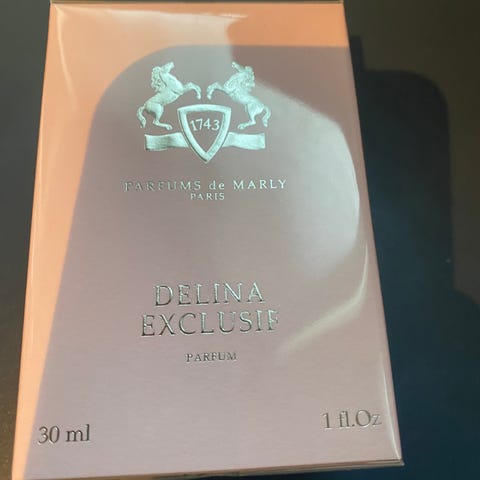 1743
PARFUMS de MARLY
PARIS
DELINA
EXCLUSIF
PARFUM
30 ml
1 fl.Oz